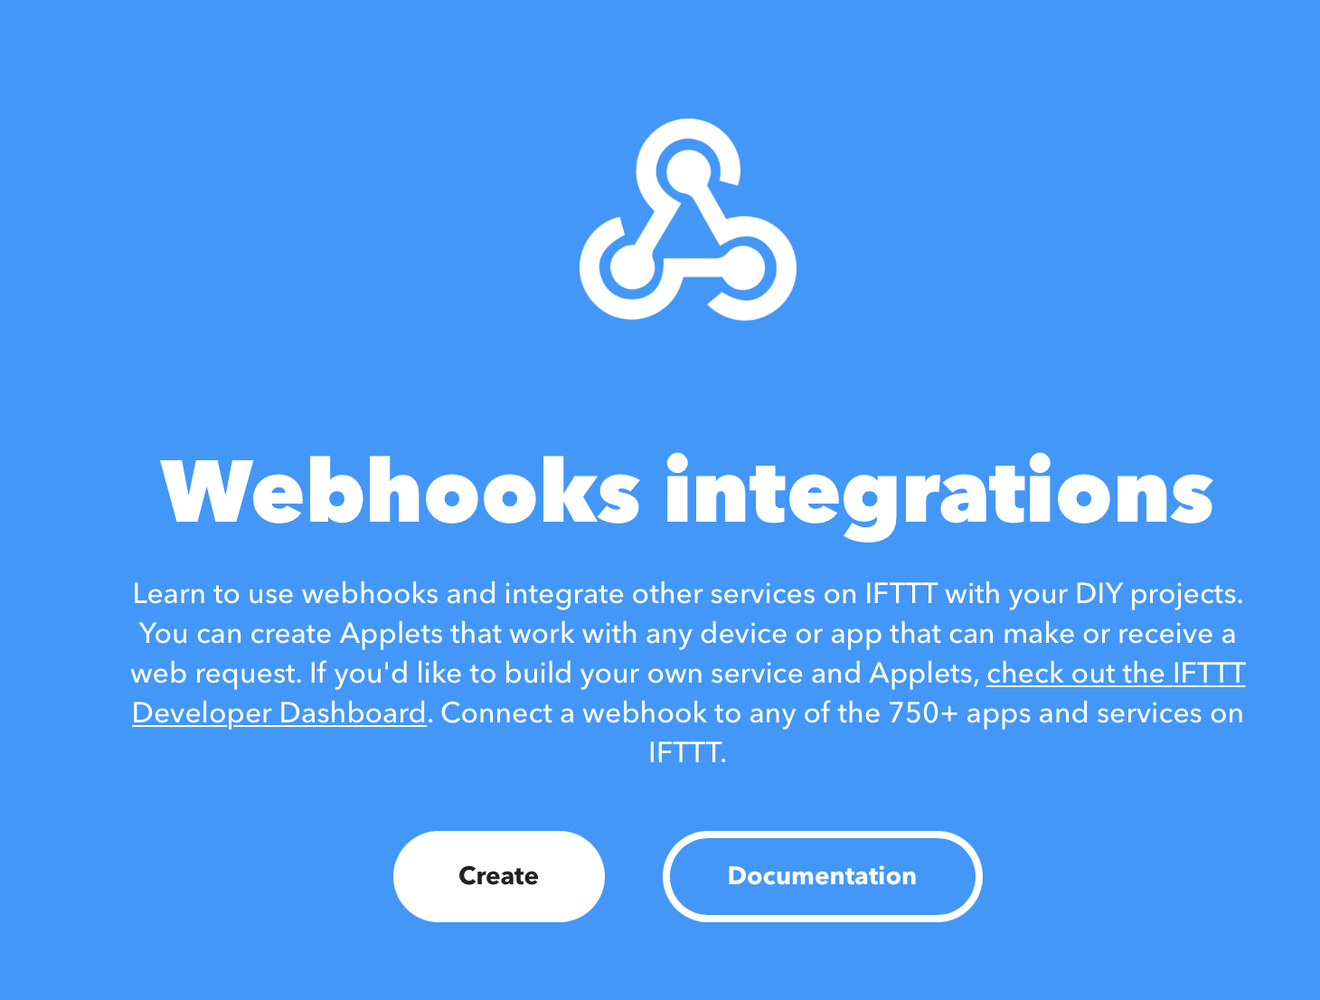 Webhooks integrations
Learn to use webhooks and integrate other services on IFTTT with your DIY projects.
You can create Applets that work with any device or app that can make or receive a
web request. If you'd like to build your own service and Applets, check out the IFTTT
Developer Dashboard. Connect a webhook to any of the 750+ apps and services on
IFTTT.
Create
Documentation